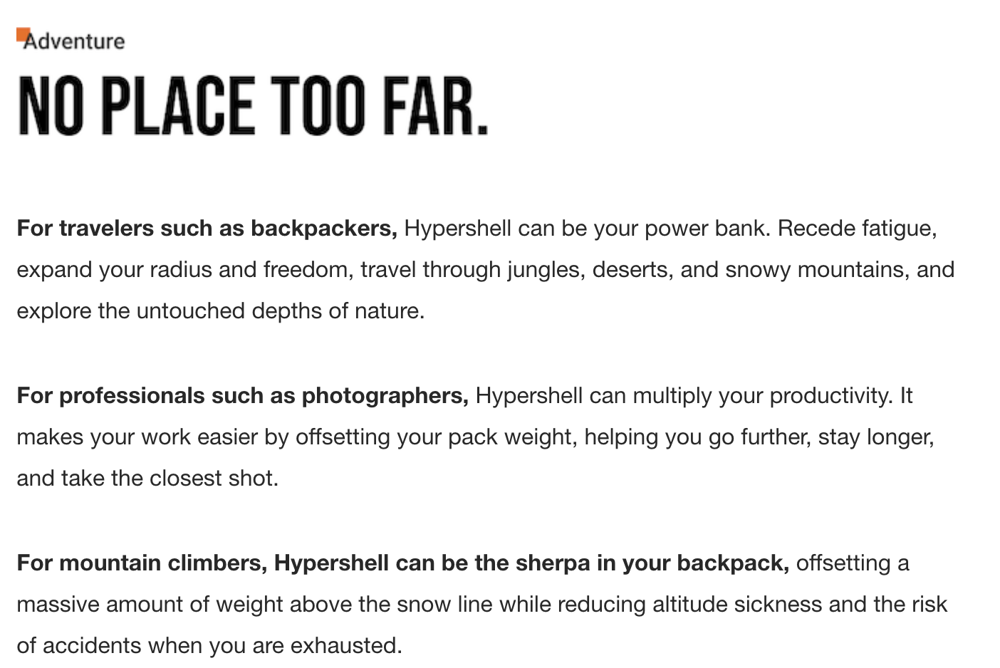 Adventure
NO PLACE TOO FAR.
For travelers such as backpackers, Hypershell can be your power bank. Recede fatigue,
expand your radius and freedom, travel through jungles, deserts, and snowy mountains, and
explore the untouched depths of nature.
For professionals such as photographers, Hypershell can multiply your productivity. It
makes your work easier by offsetting your pack weight, helping you go further, stay longer,
and take the closest shot.
For mountain climbers, Hypershell can be the sherpa in your backpack, offsetting a
massive amount of weight above the snow line while reducing altitude sickness and the risk
of accidents when you are exhausted.